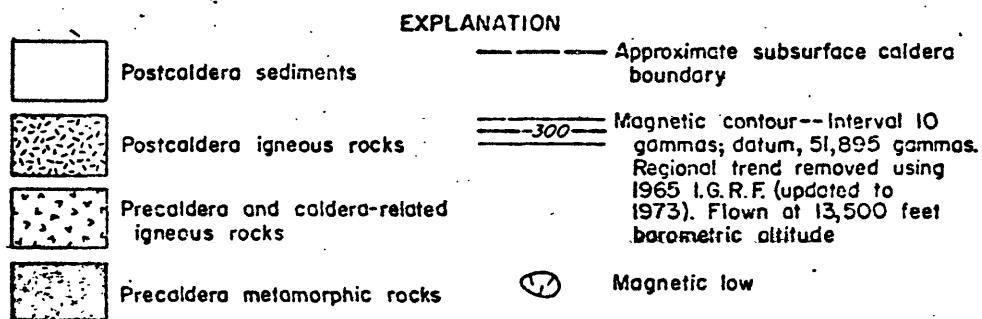 EXPLANATION
Postcaldera sediments
Postcaldera igneous rocks
Precaldera and caldera-related
igneous rocks
Precaldera metamorphic rocks
Approximate subsurface caldera
boundary
300
Magnetic contour--Interval 10
gammas; datum, 51,895 gammas.
Regional trend removed using
1965 I.G.R.F. (updated to
1973). Flown at 13,500 feet
barometric altitude
Magnetic low